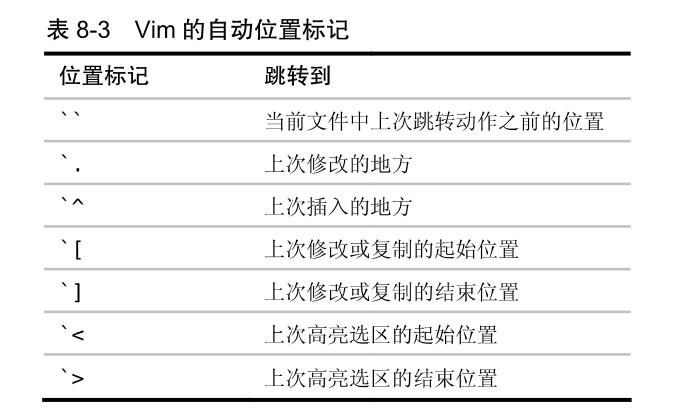 表 8-3 Vim 的自动位置标记
位置标记 跳转到
`` 当前文件中上次跳转动作之前的位置
`. 上次修改的地方
`^ 上次插入的地方
`[ 上次修改或复制的起始位置
`] 上次修改或复制的结束位置
`< 上次高亮选区的起始位置
`> 上次高亮选区的结束位置